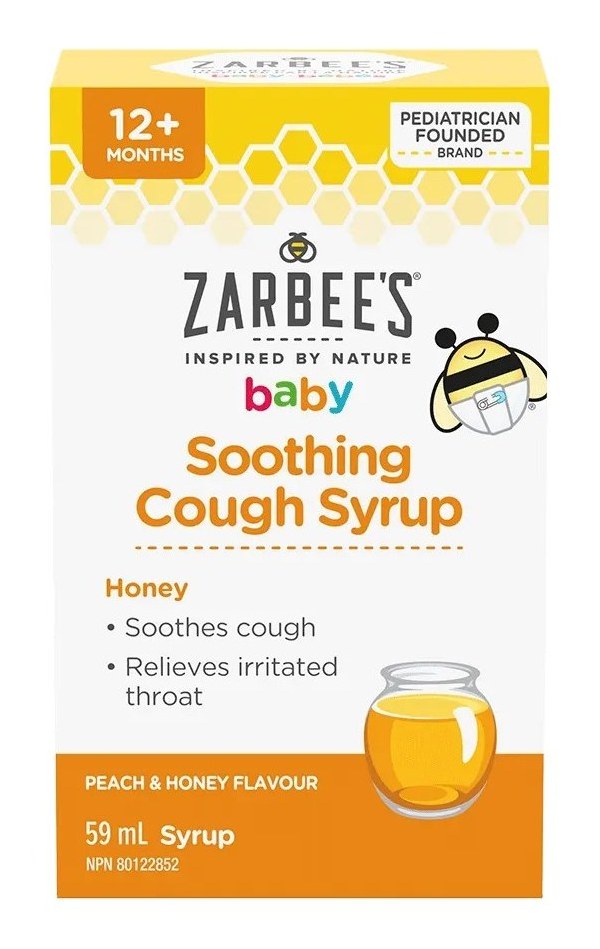 ZARBEE'S
12+
MONTHS
PEDIATRICIAN
FOUNDED
BRAND
ZARBEE'S®
INSPIRED BY NATURE
baby
®
Soothing
Cough Syrup
Honey
• Soothes cough
• Relieves irritated
throat
PEACH & HONEY FLAVOUR
59 mL Syrup
NPN 80122852